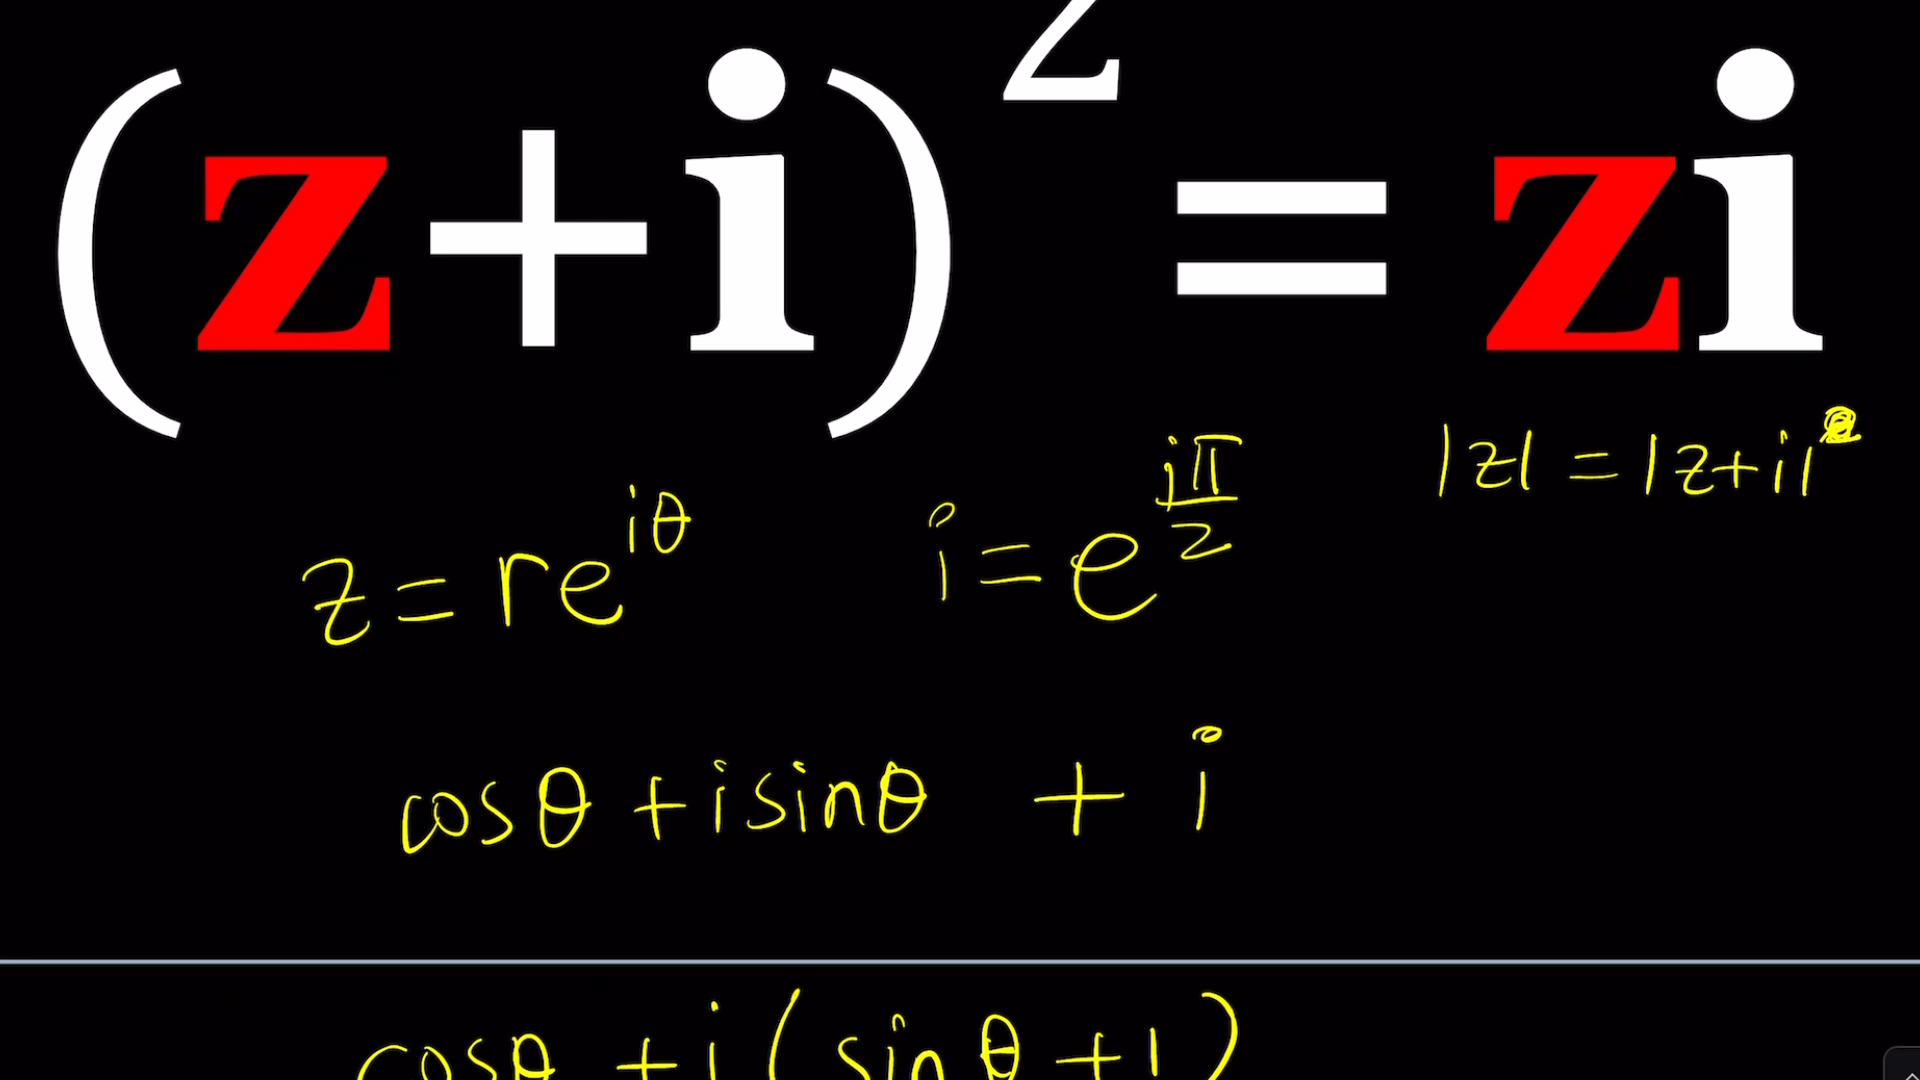 (z+i)² = zi
|z| = |z+i|²
z = re^{iθ}    i = e^{iπ/2}
cosθ + isinθ + i
cosθ + i(sinθ+1)